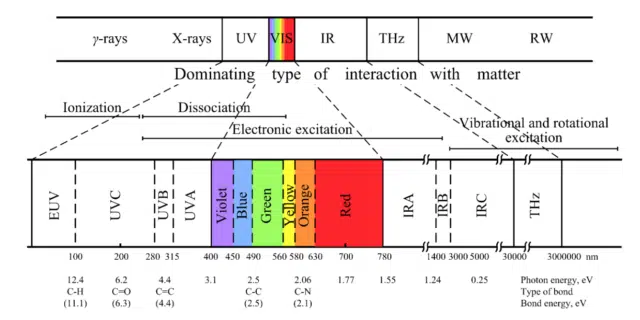 γ-rays X-rays UV VIS IR THz MW RW
Dominating type of interaction with matter
Ionization Dissociation
Electronic excitation
Vibrational and rotational
excitation
EUV UVC UVB UVA Violet Blue Green Yellow Orange Red IRA IRB IRC THz
100 200 280 315 400 450 490 560 580 630 700 780 1400 3000 5000 30000 3000000 nm
12.4 6.2 4.4 3.1 2.5 2.06 1.77 1.55 1.24 0.25 Photon energy, eV
C-H C=O C=C C-C C-N Type of bond
(11.1) (6.3) (4.4) (2.5) (2.1) Bond energy, eV